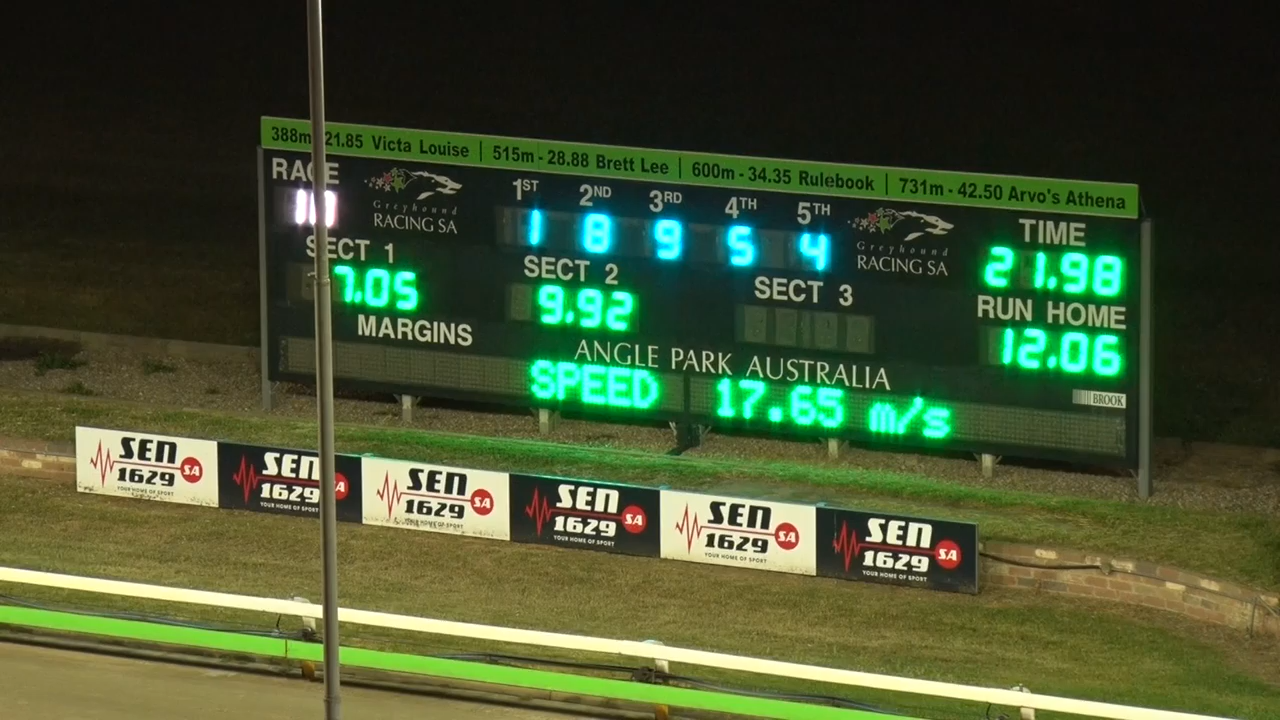 388m - 21.85 Victa Louise | 515m - 28.88 Brett Lee | 600m - 34.35 Rulebook | 731m - 42.50 Arvo's Athena
RACE
10
Greyhound
RACING SA
1ST 2ND 3RD 4TH 5TH
1 8 9 5 4
Greyhound
RACING SA
TIME
21.98
SECT 1
7.05
SECT 2
9.92
SECT 3
RUN HOME
12.06
MARGINS
ANGLE PARK AUSTRALIA
SPEED 17.65 m/s
BROOK
SEN
1629 SA
YOUR HOME OF SPORT
SEN
1629 SA
YOUR HOME OF SPORT
SEN
1629 SA
YOUR HOME OF SPORT
SEN
1629 SA
YOUR HOME OF SPORT
SEN
1629 SA
YOUR HOME OF SPORT
SEN
1629 SA
YOUR HOME OF SPORT